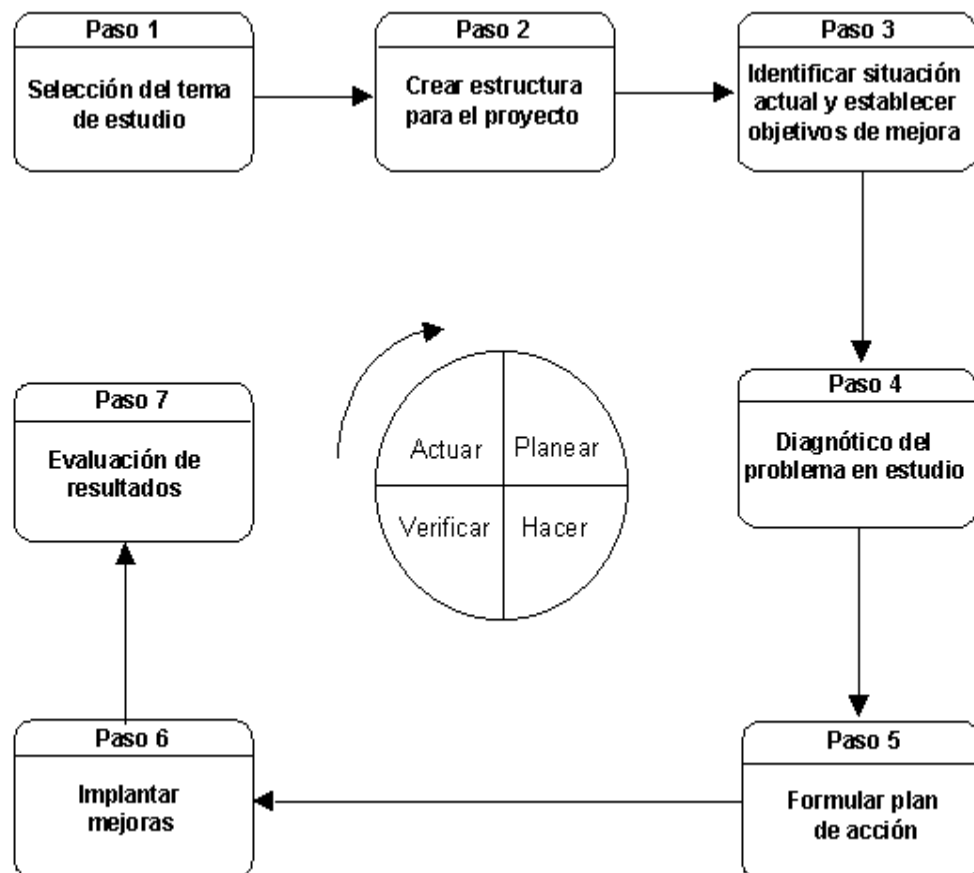 Paso 1
Selección del tema
de estudio
Paso 2
Crear estructura
para el proyecto
Paso 3
Identificar situación
actual y establecer
objetivos de mejora
Paso 4
Diagnótico del
problema en estudio
Paso 5
Formular plan
de acción
Paso 6
Implantar
mejoras
Paso 7
Evaluación de
resultados
Actuar
Planear
Verificar
Hacer